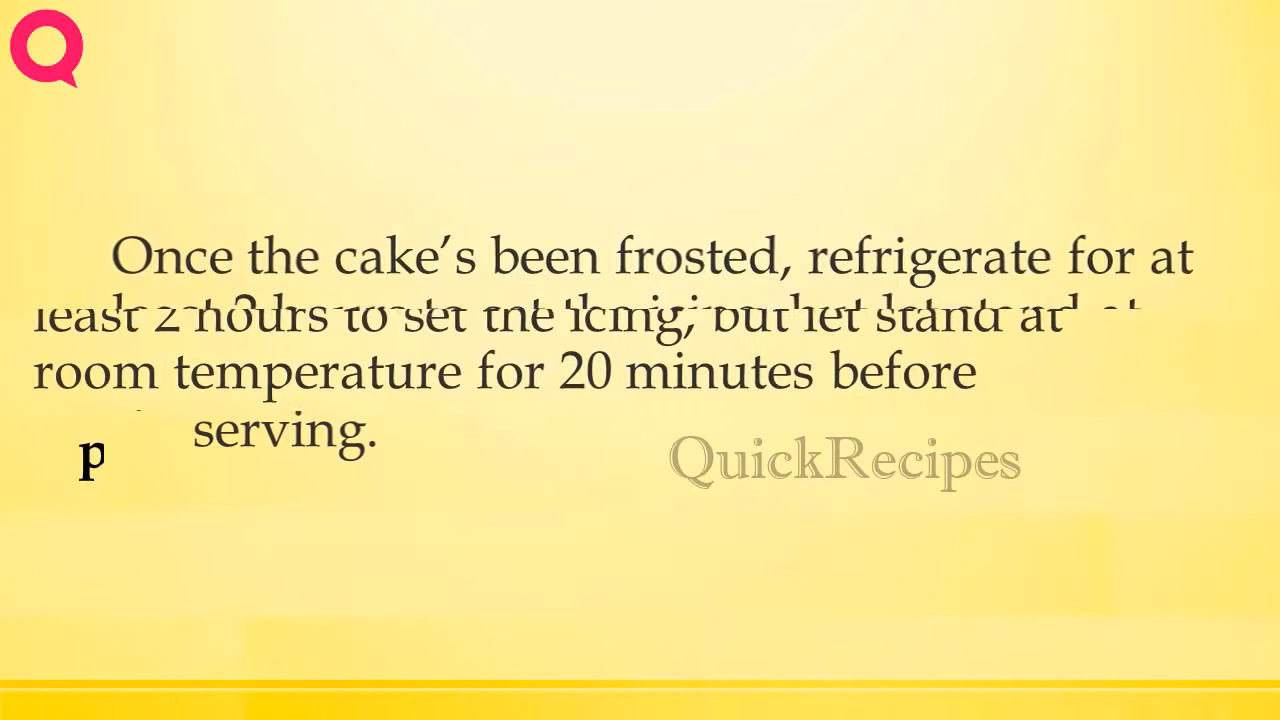 Once the cake’s been frosted, refrigerate for at
least 2 hours to set the icing, but let stand at
room temperature for 20 minutes before
serving.
p
QuickRecipes